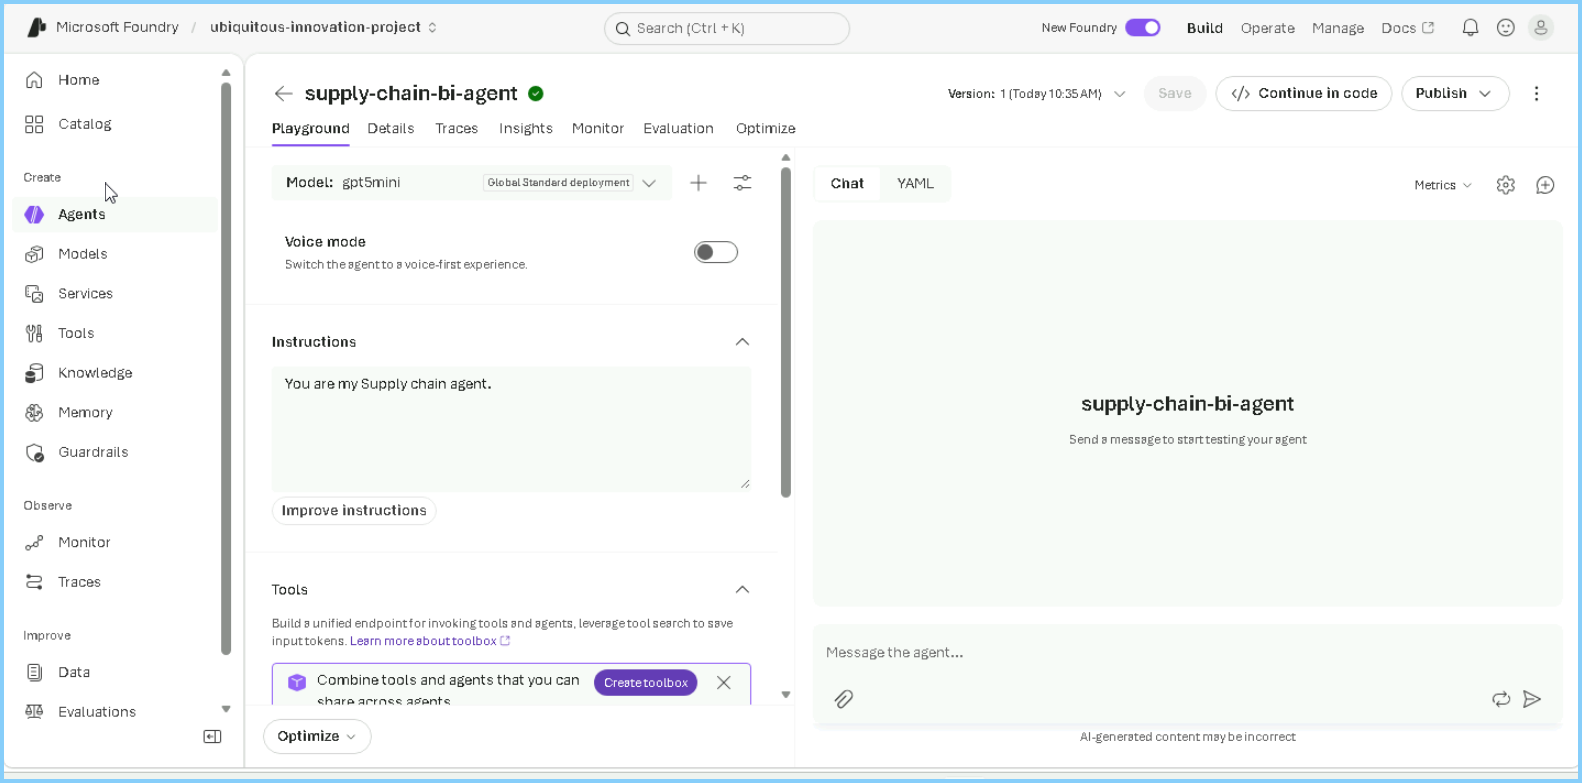 Microsoft Foundry / ubiquitous-innovation-project
Search (Ctrl + K)
New Foundry
Build
Operate
Manage
Docs
Home
Catalog
Create
Agents
Models
Services
Tools
Knowledge
Memory
Guardrails
Observe
Monitor
Traces
Improve
Data
Evaluations
supply-chain-bi-agent
Version: 1 (Today 10:35 AM)
Save
Continue in code
Publish
Playground
Details
Traces
Insights
Monitor
Evaluation
Optimize
Model: gpt5mini
Global Standard deployment
Voice mode
Switch the agent to a voice-first experience.
Instructions
You are my Supply chain agent.
Improve instructions
Tools
Build a unified endpoint for invoking tools and agents, leverage tool search to save
input tokens. Learn more about toolbox
Combine tools and agents that you can
share across agents
Create toolbox
Optimize
Chat
YAML
Metrics
supply-chain-bi-agent
Send a message to start testing your agent
Message the agent...
AI-generated content may be incorrect